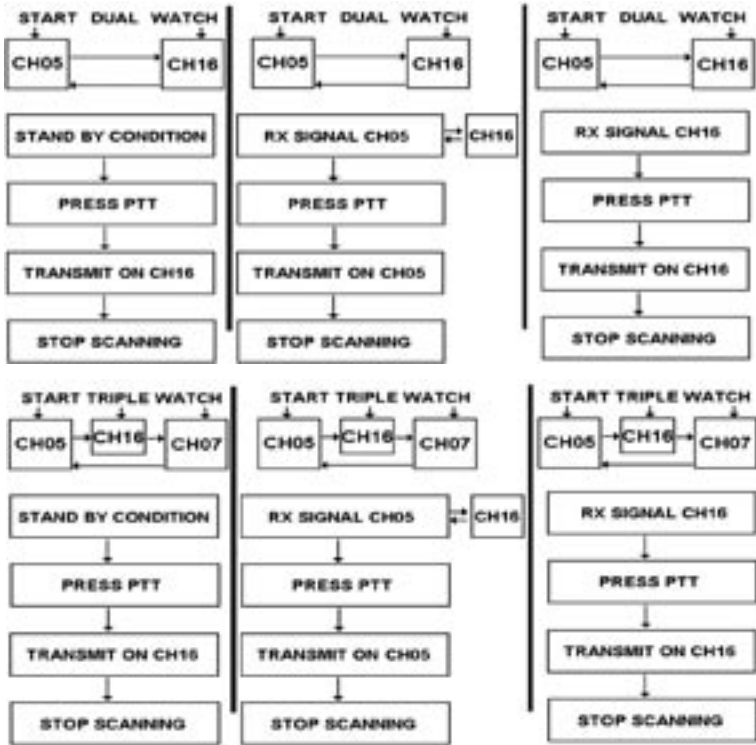 START DUAL WATCH
CH05 CH16
STAND BY CONDITION
PRESS PTT
TRANSMIT ON CH16
STOP SCANNING
START DUAL WATCH
CH05 CH16
RX SIGNAL CH05 CH16
PRESS PTT
TRANSMIT ON CH05
STOP SCANNING
START DUAL WATCH
CH05 CH16
RX SIGNAL CH16
PRESS PTT
TRANSMIT ON CH16
STOP SCANNING
START TRIPLE WATCH
CH05 CH16 CH07
STAND BY CONDITION
PRESS PTT
TRANSMIT ON CH16
STOP SCANNING
START TRIPLE WATCH
CH05 CH16 CH07
RX SIGNAL CH05 CH16
PRESS PTT
TRANSMIT ON CH05
STOP SCANNING
START TRIPLE WATCH
CH05 CH16 CH07
RX SIGNAL CH16
PRESS PTT
TRANSMIT ON CH16
STOP SCANNING